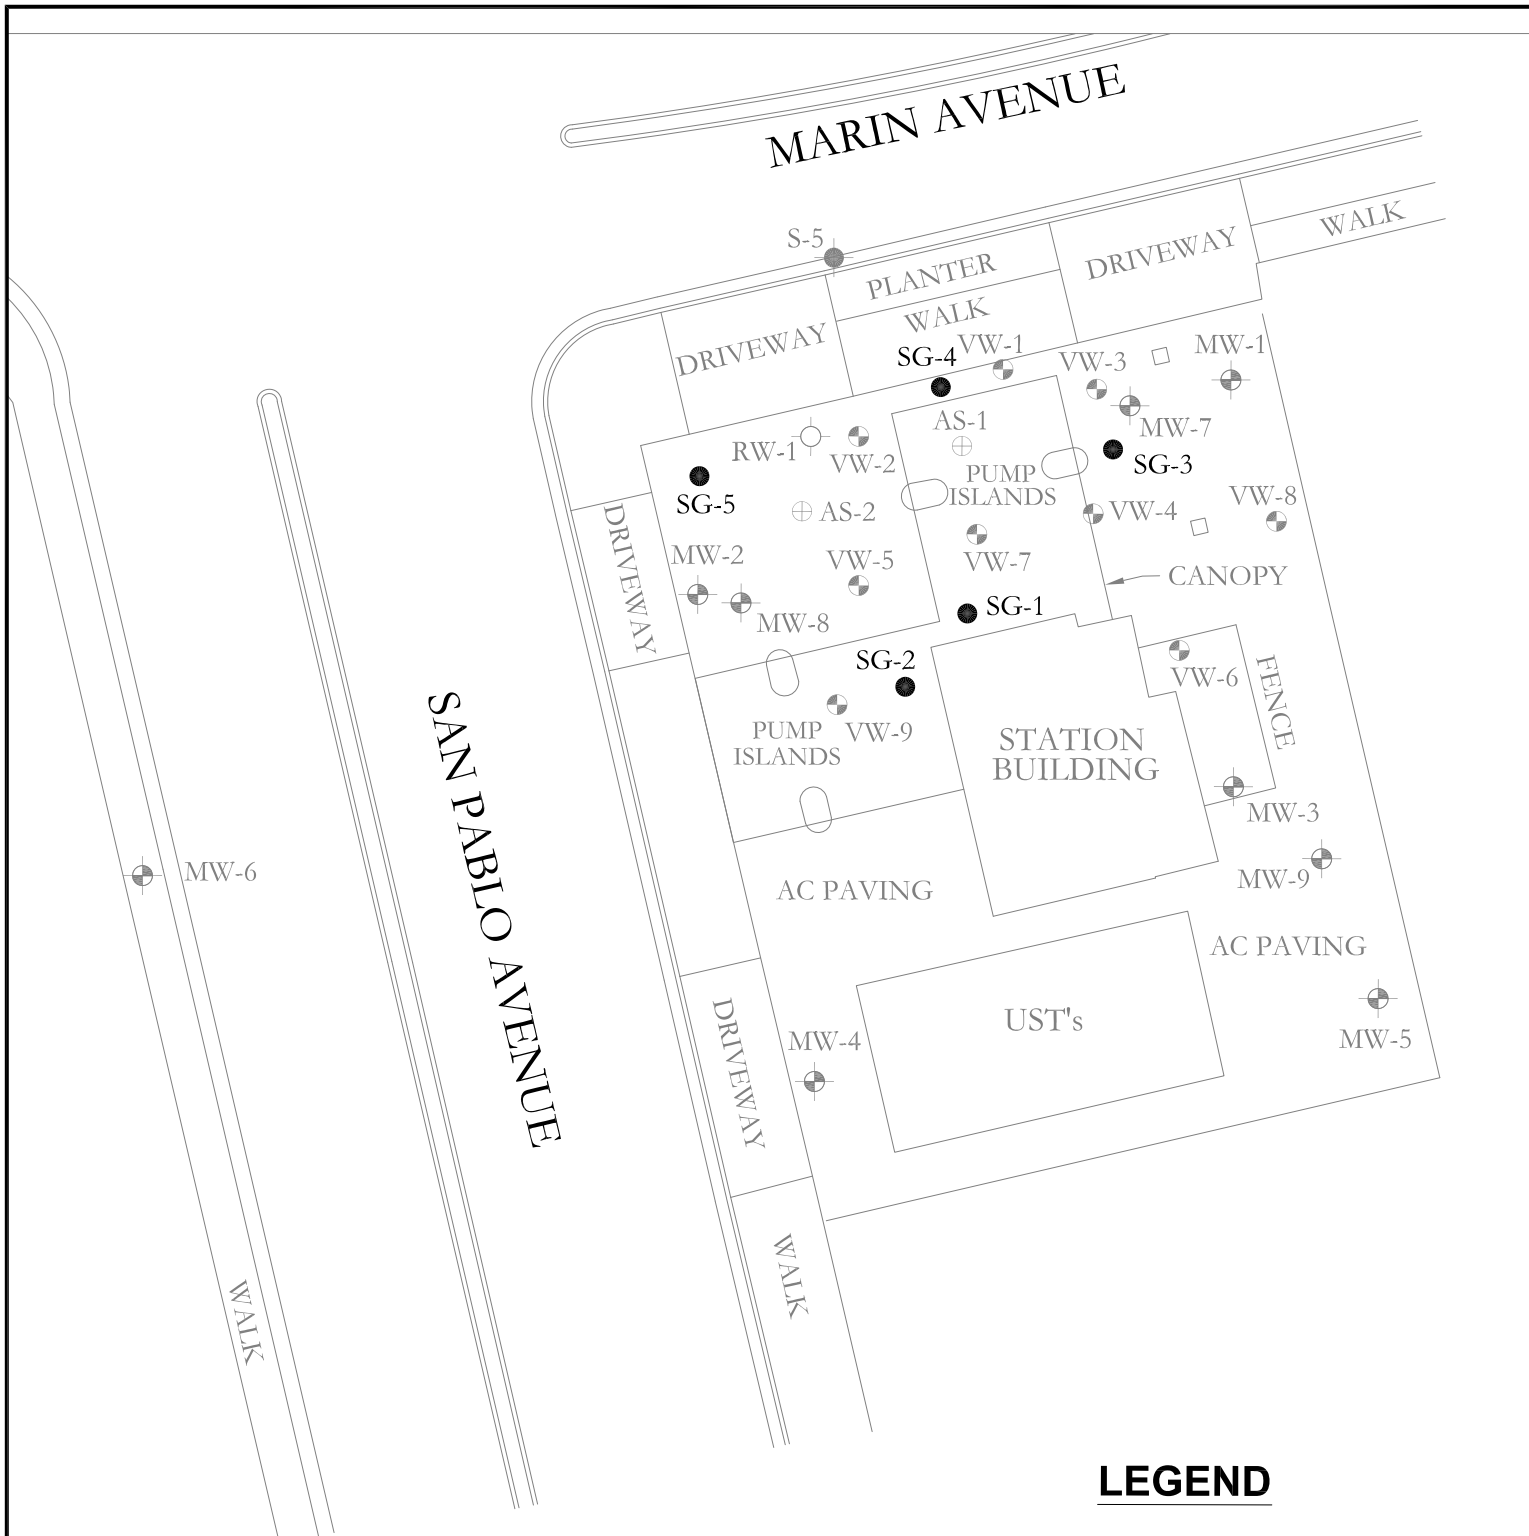 MARIN AVENUE
S-5
PLANTER
DRIVEWAY
WALK
WALK
DRIVEWAY
SG-4
VW-1
VW-3
MW-1
AS-1
MW-7
RW-1
VW-2
SG-3
PUMP
ISLANDS
SG-5
AS-2
VW-4
VW-8
DRIVEWAY
MW-2
VW-5
VW-7
CANOPY
SG-1
MW-8
SG-2
VW-6
FENCE
SAN PABLO AVENUE
PUMP
ISLANDS
VW-9
STATION
BUILDING
MW-3
MW-6
MW-9
AC PAVING
AC PAVING
DRIVEWAY
UST's
MW-4
MW-5
WALK
WALK
LEGEND